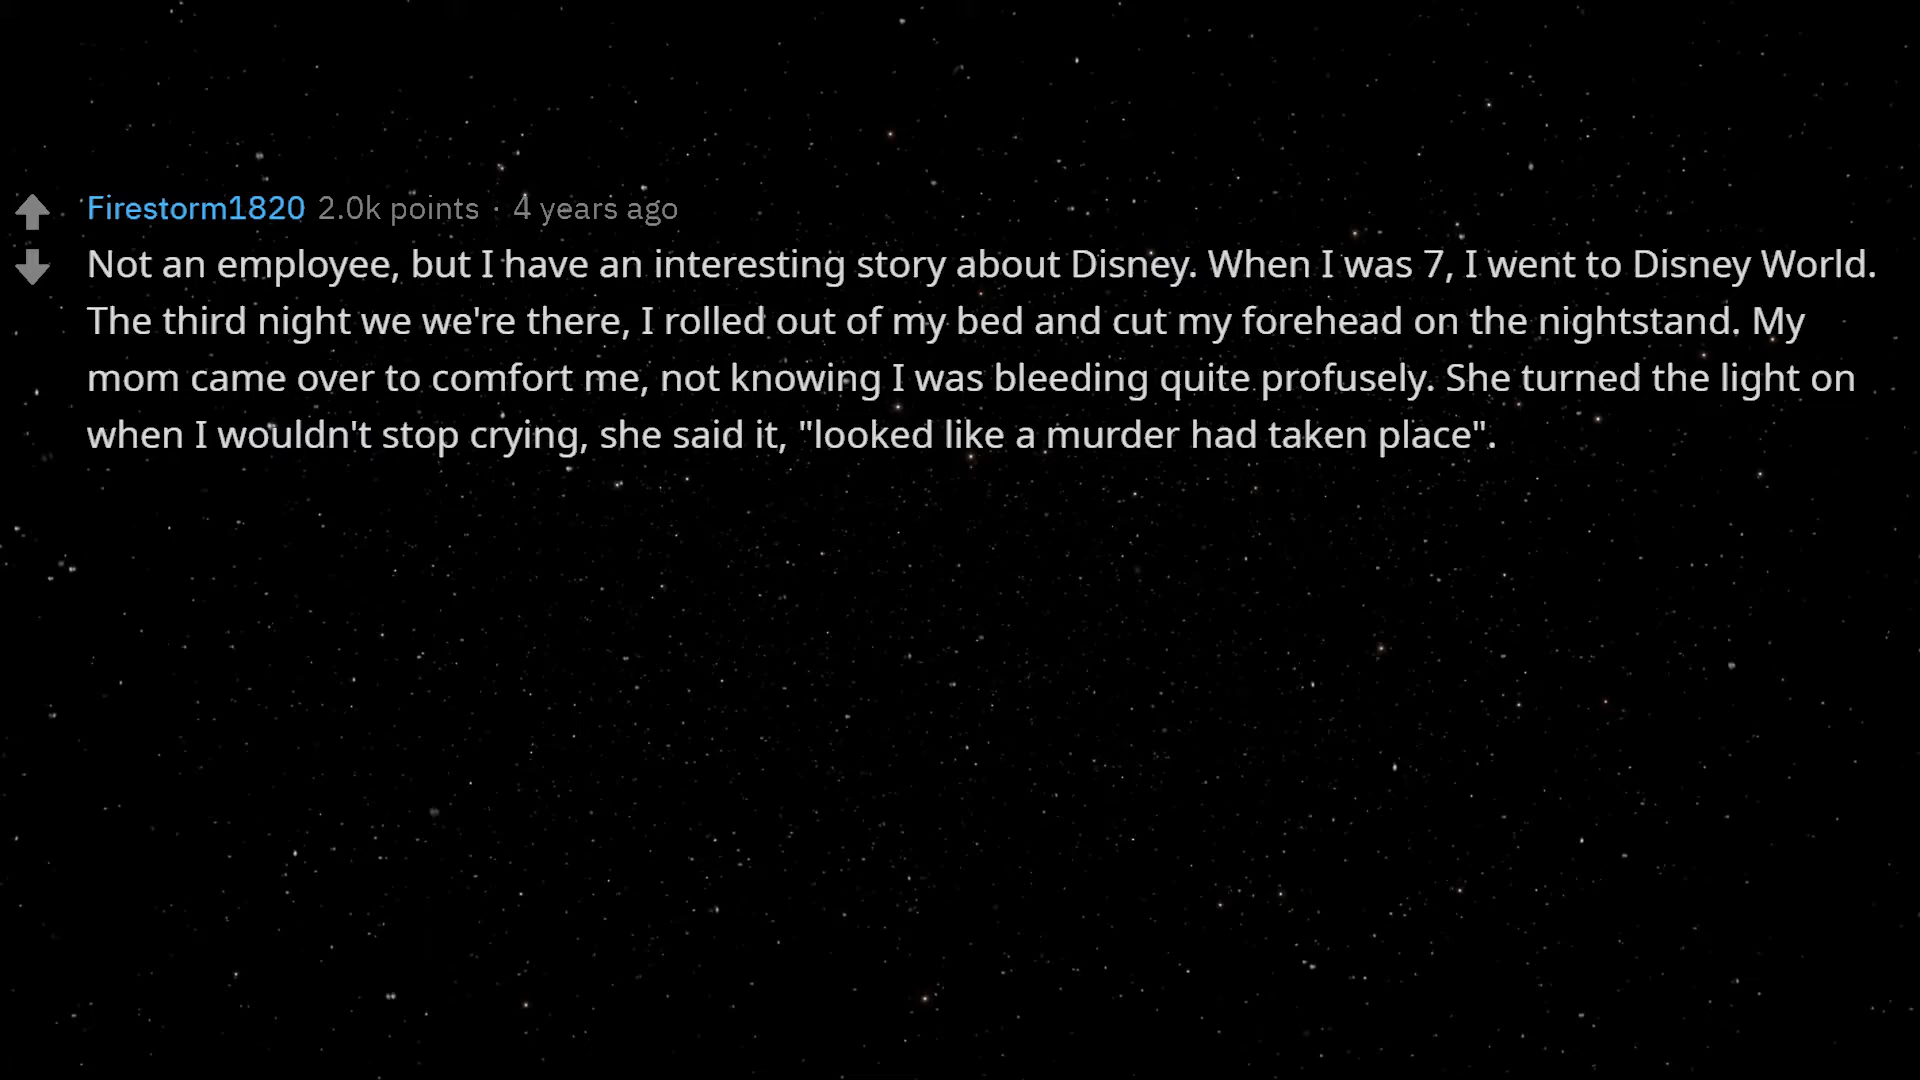 Firestorm1820 2.0k points · 4 years ago
Not an employee, but I have an interesting story about Disney. When I was 7, I went to Disney World.
The third night we we're there, I rolled out of my bed and cut my forehead on the nightstand. My
mom came over to comfort me, not knowing I was bleeding quite profusely. She turned the light on
when I wouldn't stop crying, she said it, "looked like a murder had taken place".